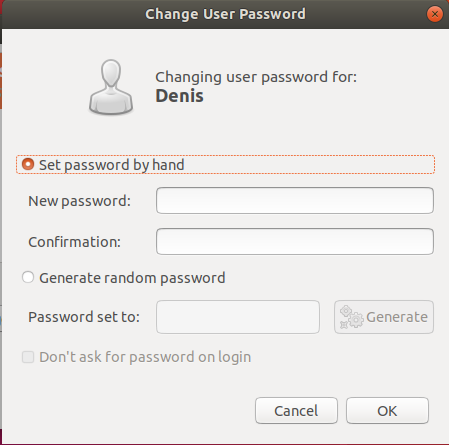 Change User Password
Changing user password for:
Denis
Set password by hand
New password:
Confirmation:
Generate random password
Password set to:
Generate
Don't ask for password on login
Cancel
OK